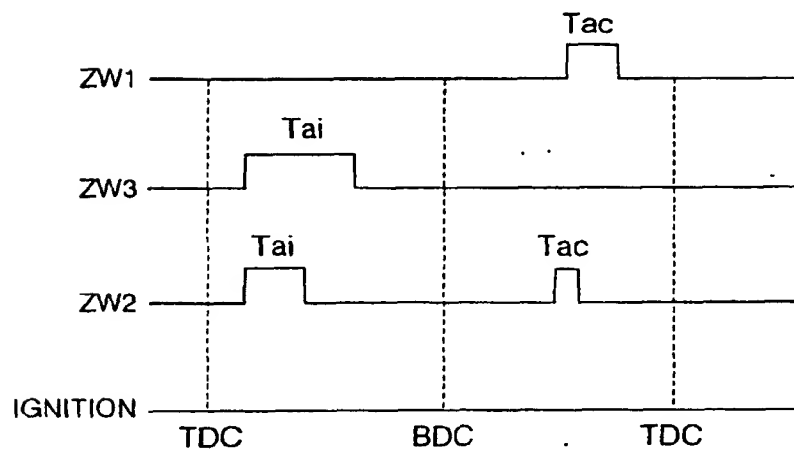 Tac
ZW1
Tai
ZW3
Tai Tac
ZW2
IGNITION
TDC BDC TDC